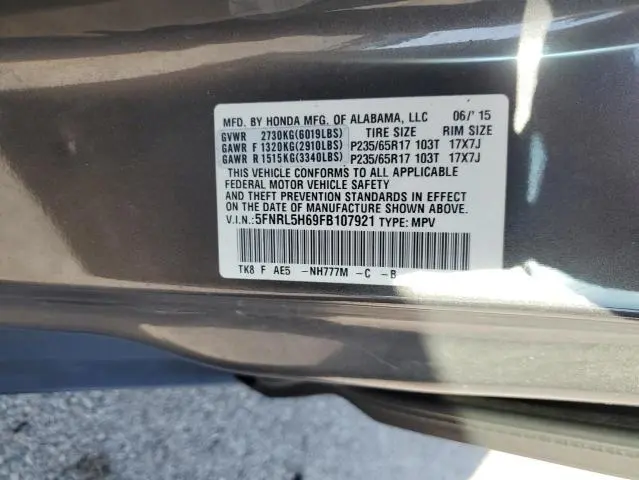 MFD. BY HONDA MFG. OF ALABAMA, LLC 06/'15
GVWR 2730KG(6019LBS) TIRE SIZE RIM SIZE
GAWR F 1320KG(2910LBS) P235/65R17 103T 17X7J
GAWR R 1515KG(3340LBS) P235/65R17 103T 17X7J
THIS VEHICLE CONFORMS TO ALL APPLICABLE
FEDERAL MOTOR VEHICLE SAFETY
AND THEFT PREVENTION STANDARDS IN EFFECT
ON THE DATE OF MANUFACTURE SHOWN ABOVE.
V.I.N.:5FNRL5H69FB107921 TYPE: MPV
TK8 F AE5 -NH777M -C -B